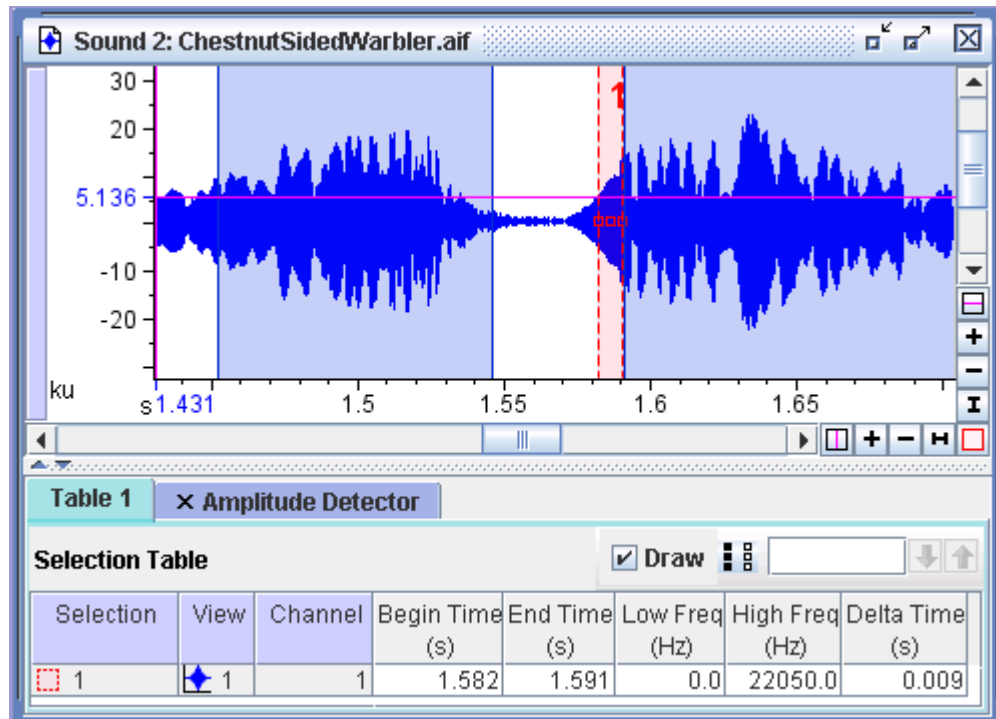 Sound 2: ChestnutSidedWarbler.aif
30
20
5.136
-10
-20
ku
1
s1.431 1.5 1.55 1.6 1.65
Table 1 × Amplitude Detector
Selection Table Draw
Selection View Channel Begin Time (s) End Time (s) Low Freq (Hz) High Freq (Hz) Delta Time (s)
1 1 1 1.582 1.591 0.0 22050.0 0.009